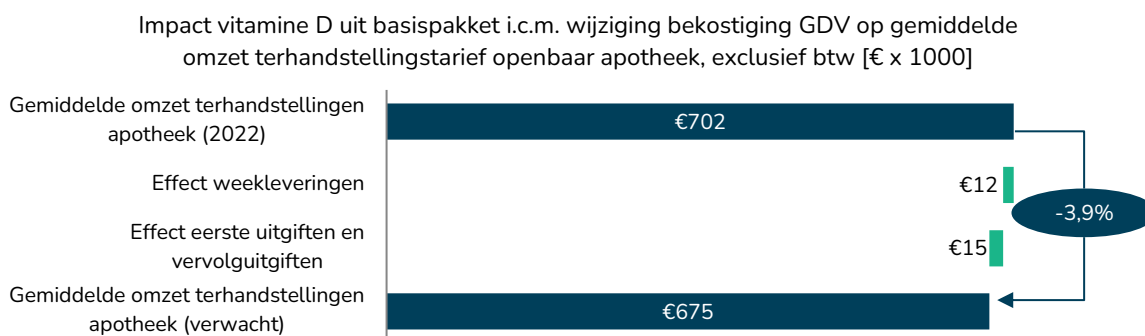 Impact vitamine D uit basispakket i.c.m. wijziging bekostiging GDV op gemiddelde
omzet terhandstellingstarief openbaar apotheek, exclusief btw [€ x 1000]
Gemiddelde omzet terhandstellingen
apotheek (2022)
€702
Effect weekleveringen
€12
-3,9%
Effect eerste uitgiften en
vervolguitgiften
€15
Gemiddelde omzet terhandstellingen
apotheek (verwacht)
€675